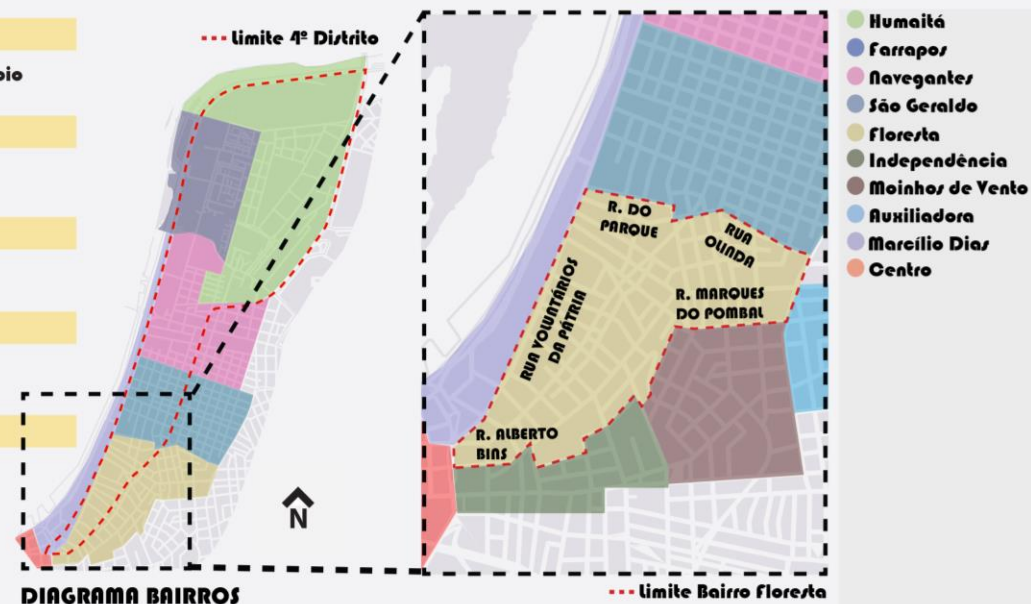 oio
Limite 4º Distrito
N
DIAGRAMA BAIRROS
R. DO
PARQUE
RUA
OLINDA
RUA VOLUNTÁRIOS
DA PÁTRIA
R. MARQUES
DO POMBAL
R. ALBERTO
BINS
Limite Bairro Floresta
Humaitá
Farrapos
Navegantes
São Geraldo
Floresta
Independência
Moinhos de Vento
Auxiliadora
Marcílio Dias
Centro